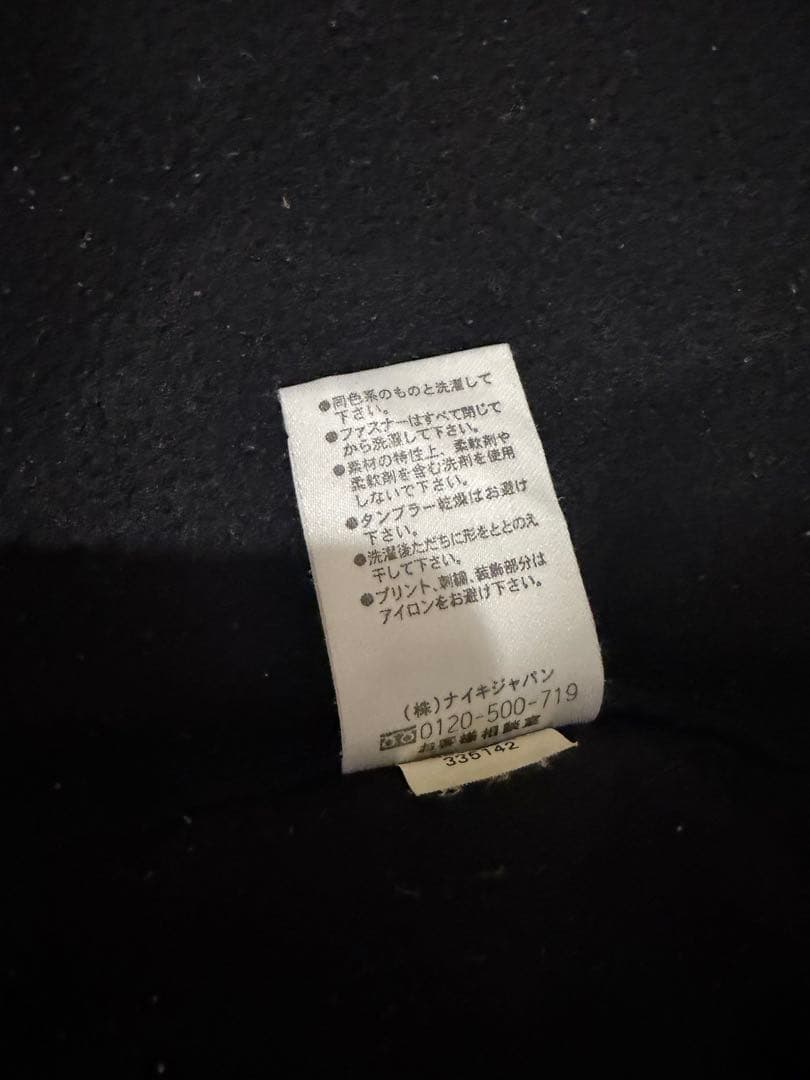 ●同色系のものと洗濯して
下さい。
●ファスナーはすべて閉じて
から洗濯して下さい。
●素材の特性上、柔軟剤や
柔軟剤を含む洗剤を使用
しないで下さい。
●タンブラー乾燥はお避け
下さい。
●洗濯後ただちに形をととのえ
干して下さい。
●プリント、刺繍、装飾部分は
アイロンをお避け下さい。
(株)ナイキジャパン
0120-500-719
お客様相談室
335142